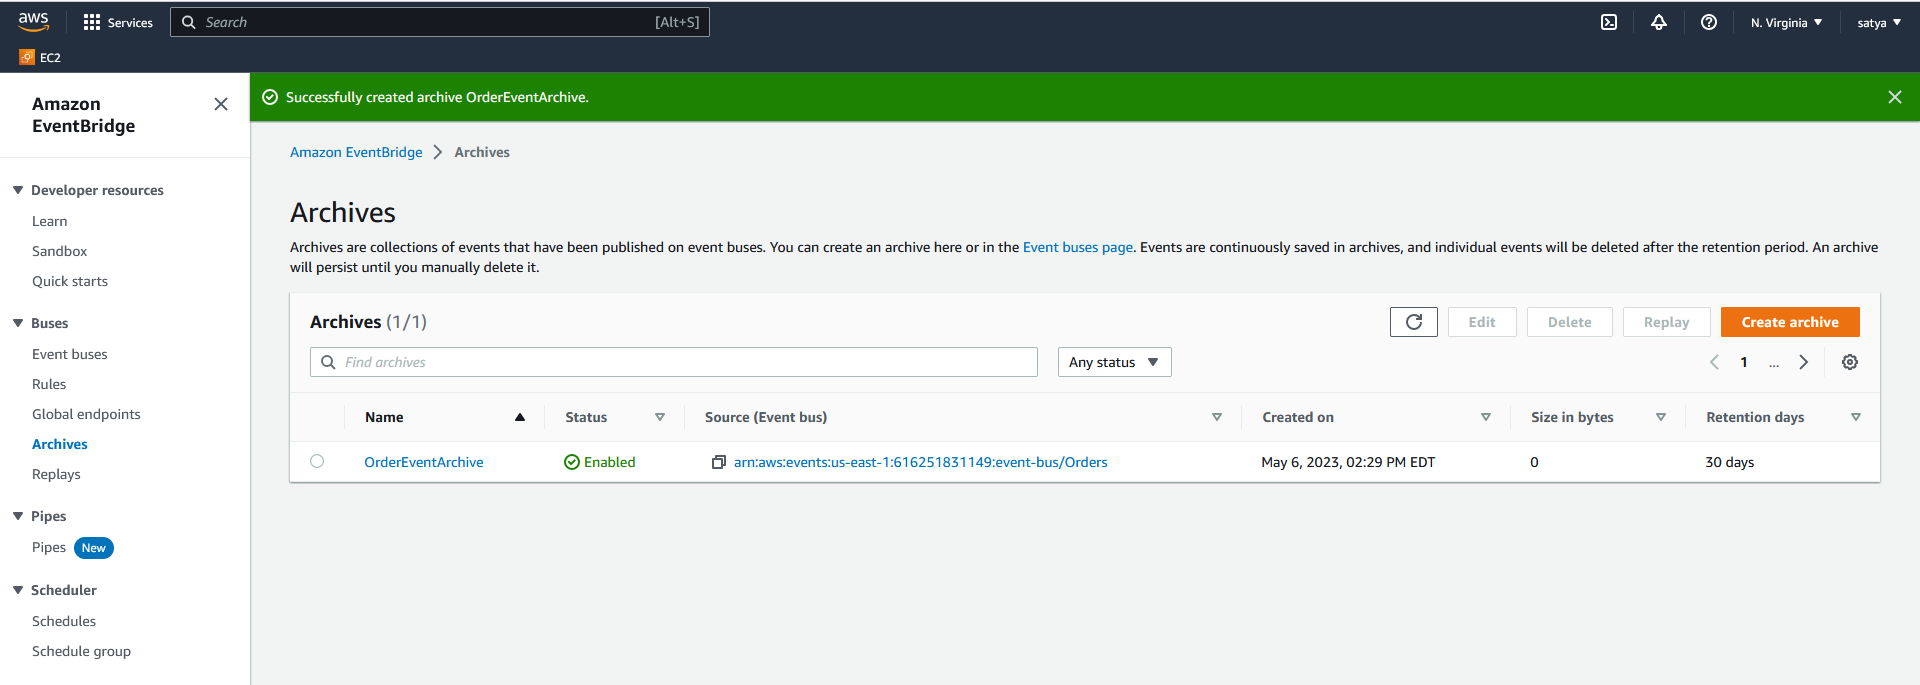 aws
Services
Search
[Alt+S]
N. Virginia
satya
EC2
Amazon
EventBridge
Developer resources
Learn
Sandbox
Quick starts
Buses
Event buses
Rules
Global endpoints
Archives
Replays
Pipes
Pipes New
Scheduler
Schedules
Schedule group
Successfully created archive OrderEventArchive.
Amazon EventBridge > Archives
Archives
Archives are collections of events that have been published on event buses. You can create an archive here or in the Event buses page. Events are continuously saved in archives, and individual events will be deleted after the retention period. An archive
will persist until you manually delete it.
Archives (1/1)
Edit
Delete
Replay
Create archive
Find archives
Any status
1 ...
Name Status Source (Event bus) Created on Size in bytes Retention days
OrderEventArchive Enabled arn:aws:events:us-east-1:616251831149:event-bus/Orders May 6, 2023, 02:29 PM EDT 0 30 days